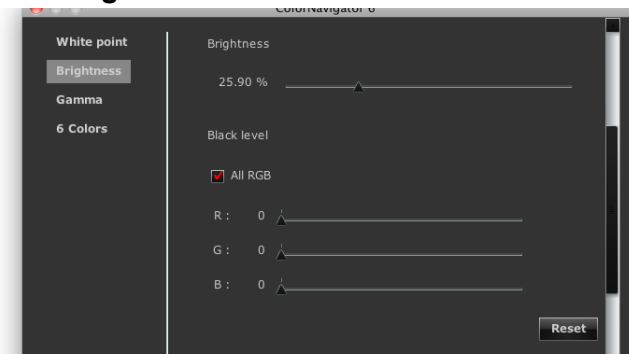 ColorNavigator 6
White point
Brightness
Gamma
6 Colors
Brightness
25.90 %
Black level
All RGB
R : 0
G : 0
B : 0
Reset